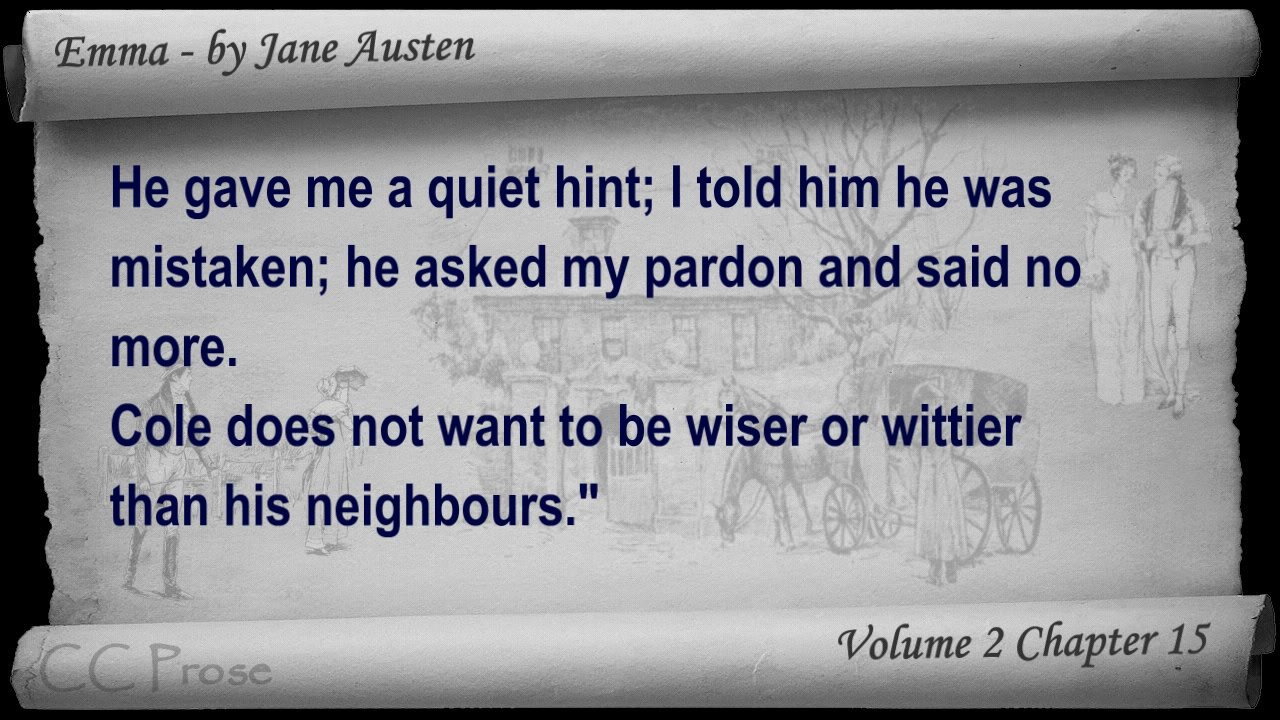 Emma - by Jane Austen
He gave me a quiet hint; I told him he was
mistaken; he asked my pardon and said no
more.
Cole does not want to be wiser or wittier
than his neighbours."
Volume 2 Chapter 15
CC Prose